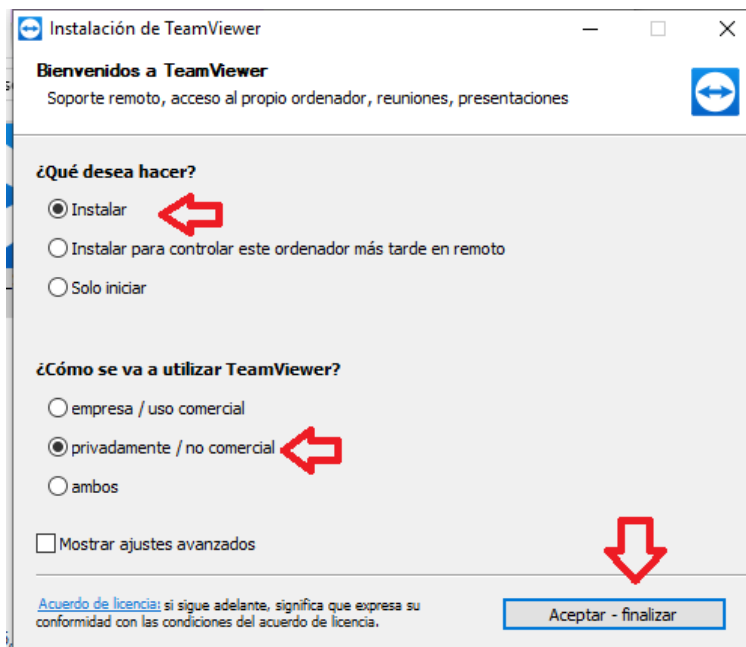 Instalación de TeamViewer
Bienvenidos a TeamViewer
Soporte remoto, acceso al propio ordenador, reuniones, presentaciones
¿Qué desea hacer?
Instalar
Instalar para controlar este ordenador más tarde en remoto
Solo iniciar
¿Cómo se va a utilizar TeamViewer?
empresa / uso comercial
privadamente / no comercial
ambos
Mostrar ajustes avanzados
Acuerdo de licencia: si sigue adelante, significa que expresa su
conformidad con las condiciones del acuerdo de licencia.
Aceptar - finalizar